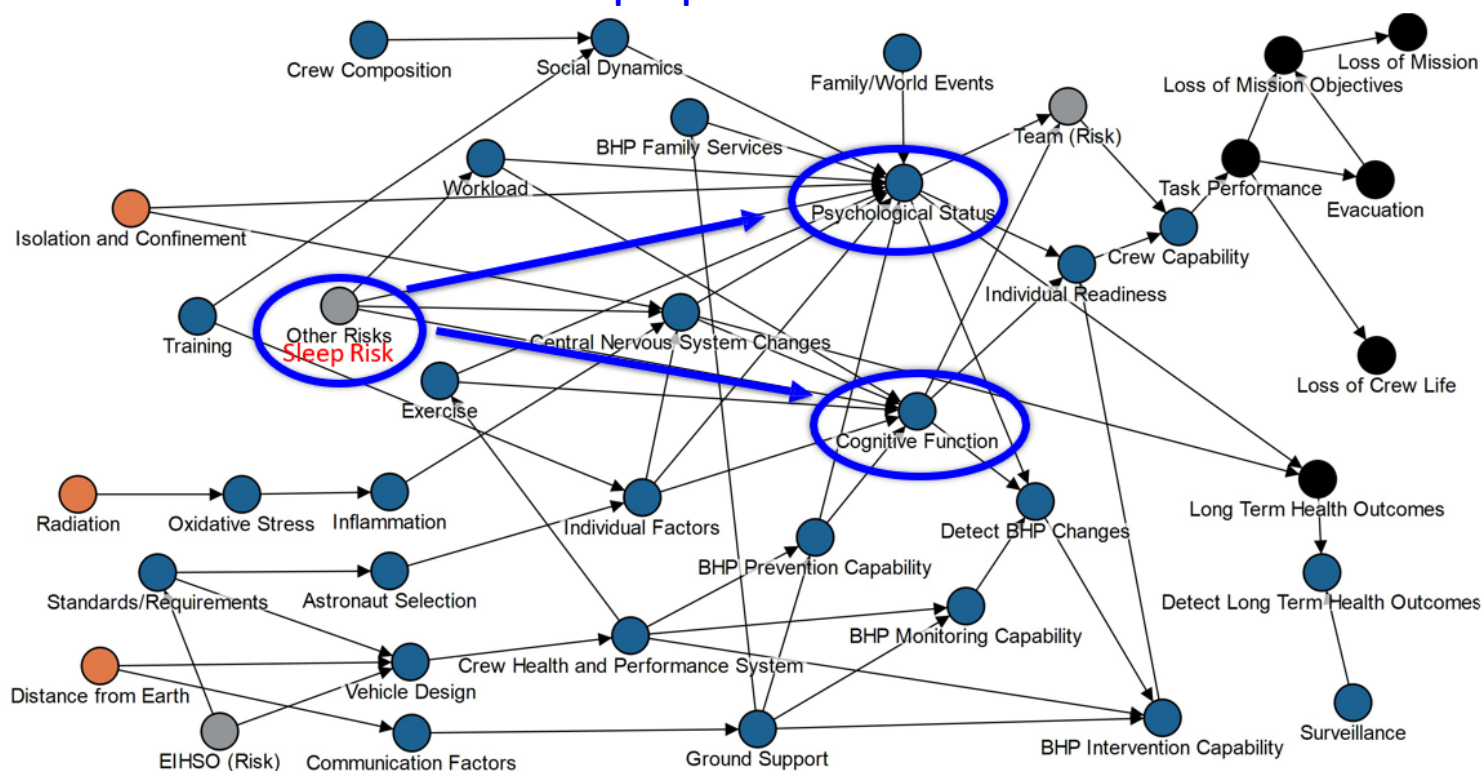 Crew Composition
Social Dynamics
Family/World Events
Loss of Mission
Loss of Mission Objectives
BHP Family Services
Team (Risk)
Workload
Task Performance
Psychological Status
Evacuation
Isolation and Confinement
Crew Capability
Individual Readiness
Training
Other Risks
Sleep Risk
Central Nervous System Changes
Loss of Crew Life
Exercise
Cognitive Function
Radiation
Oxidative Stress
Inflammation
Individual Factors
Long Term Health Outcomes
Detect BHP Changes
BHP Prevention Capability
Standards/Requirements
Astronaut Selection
Detect Long Term Health Outcomes
BHP Monitoring Capability
Crew Health and Performance System
Distance from Earth
Vehicle Design
Surveillance
BHP Intervention Capability
Ground Support
EIHSO (Risk)
Communication Factors